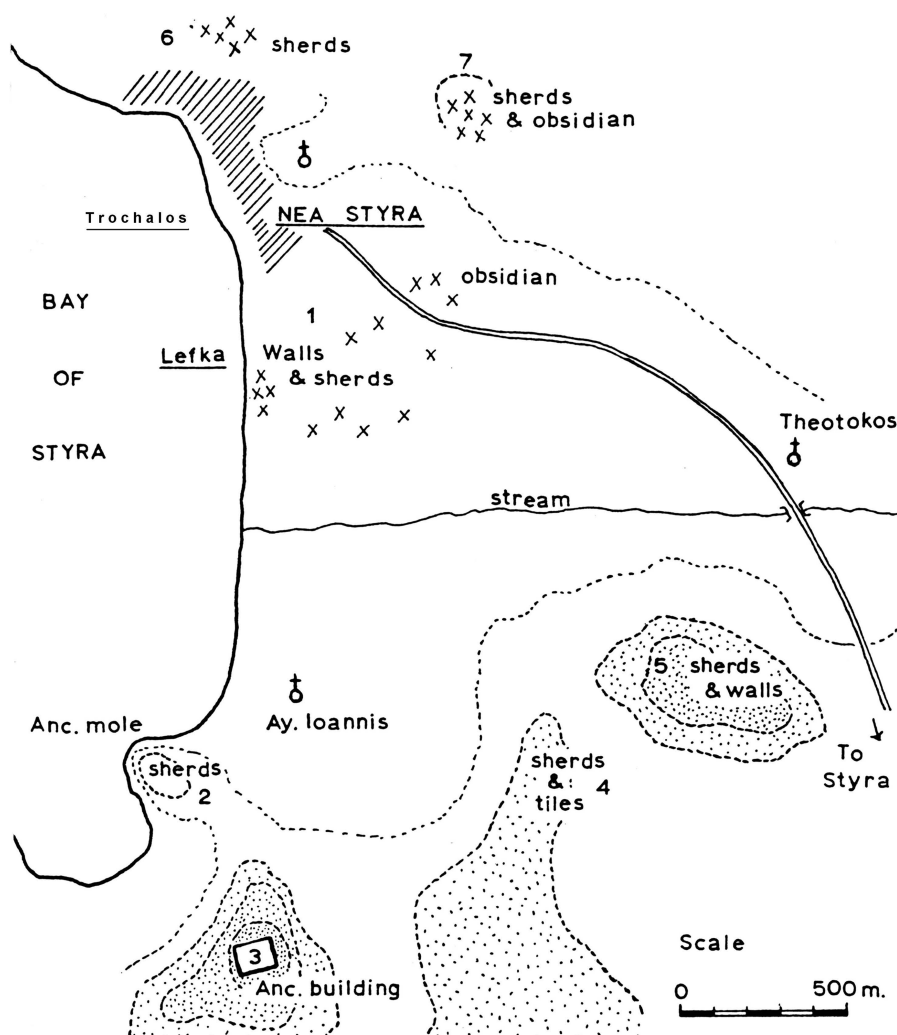 6
sherds
7
sherds
& obsidian
Trochalos
NEA STYRA
obsidian
BAY
1
Lefka
Walls
& sherds
OF
Theotokos
STYRA
stream
5 sherds
& walls
Anc. mole
Ay. Ioannis
To
Styra
sherds
2
sherds
&
tiles
4
3
Anc. building
Scale
0 500 m.